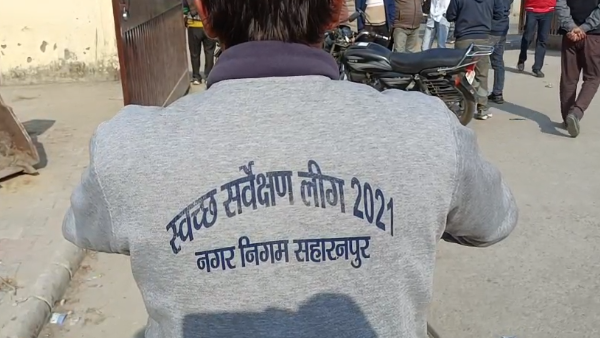 स्वच्छ सर्वेक्षण लीग 2021
नगर निगम सहारनपुर